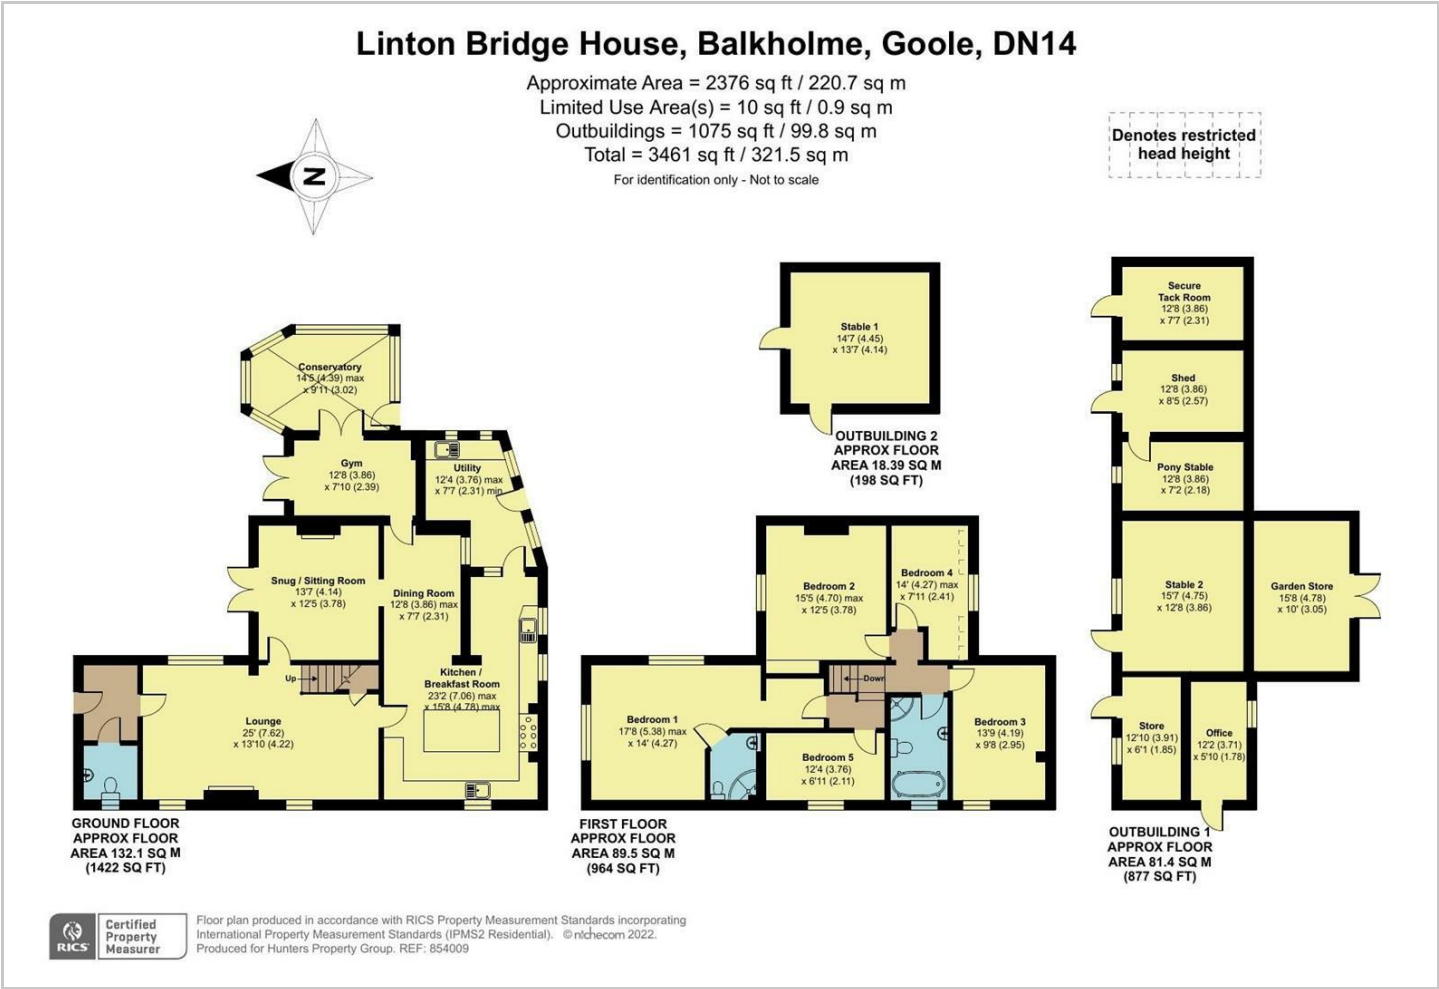 Linton Bridge House, Balkholme, Goole, DN14
Approximate Area = 2376 sq ft / 220.7 sq m
Limited Use Area(s) = 10 sq ft / 0.9 sq m
Outbuildings = 1075 sq ft / 99.8 sq m
Total = 3461 sq ft / 321.5 sq m
For identification only - Not to scale
Denotes restricted
head height
N
Conservatory
14'5 (4.39) max
x 9'11 (3.02)
Gym
12'8 (3.86)
x 7'10 (2.39)
Utility
12'4 (3.76) max
x 7'7 (2.31) min
Snug / Sitting Room
13'7 (4.14)
x 12'5 (3.78)
Dining Room
12'8 (3.86) max
x 7'7 (2.31)
Kitchen /
Breakfast Room
23'2 (7.06) max
x 15'8 (4.78) max
Up
Lounge
25' (7.62)
x 13'10 (4.22)
GROUND FLOOR
APPROX FLOOR
AREA 132.1 SQ M
(1422 SQ FT)
Bedroom 2
15'5 (4.70) max
x 12'5 (3.78)
Bedroom 4
14' (4.27) max
x 7'11 (2.41)
Down
Bedroom 1
17'8 (5.38) max
x 14' (4.27)
Bedroom 3
13'9 (4.19)
x 9'8 (2.95)
Bedroom 5
12'4 (3.76)
x 6'11 (2.11)
FIRST FLOOR
APPROX FLOOR
AREA 89.5 SQ M
(964 SQ FT)
Stable 1
14'7 (4.45)
x 13'7 (4.14)
OUTBUILDING 2
APPROX FLOOR
AREA 18.39 SQ M
(198 SQ FT)
Secure
Tack Room
12'8 (3.86)
x 7'7 (2.31)
Shed
12'8 (3.86)
x 8'5 (2.57)
Pony Stable
12'8 (3.86)
x 7'2 (2.18)
Stable 2
15'7 (4.75)
x 12'8 (3.86)
Garden Store
15'8 (4.78)
x 10' (3.05)
Store
12'10 (3.91)
x 6'1 (1.85)
Office
12'2 (3.71)
x 5'10 (1.78)
OUTBUILDING 1
APPROX FLOOR
AREA 81.4 SQ M
(877 SQ FT)
RICS
Certified
Property
Measurer
Floor plan produced in accordance with RICS Property Measurement Standards incorporating
International Property Measurement Standards (IPMS2 Residential). ©nichecom 2022.
Produced for Hunters Property Group. REF: 854009